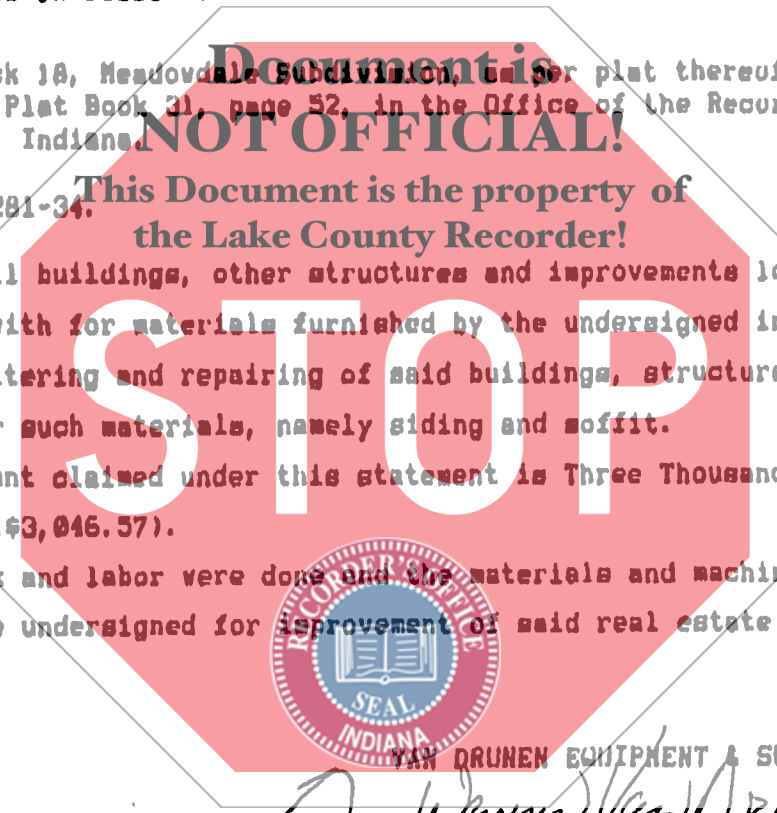 Document is
k 18, Meadowdale Subdivision, as per plat thereof
Plat Book 31, page 52, in the Office of the Recor
Indiana.
NOT OFFICIAL!
This Document is the property of
281-34.
the Lake County Recorder!
l buildings, other structures and improvements lo
STOP
with for materials furnished by the undersigned in
tering and repairing of said buildings, structure
r such materials, namely siding and soffit.
nt claimed under this statement is Three Thousand
$3,046.57).
k and labor were done and the materials and machin
e undersigned for improvement of said real estate
RECORDER'S OFFICE
SEAL
INDIANA
VAN DRUNEN EQUIPMENT & SU